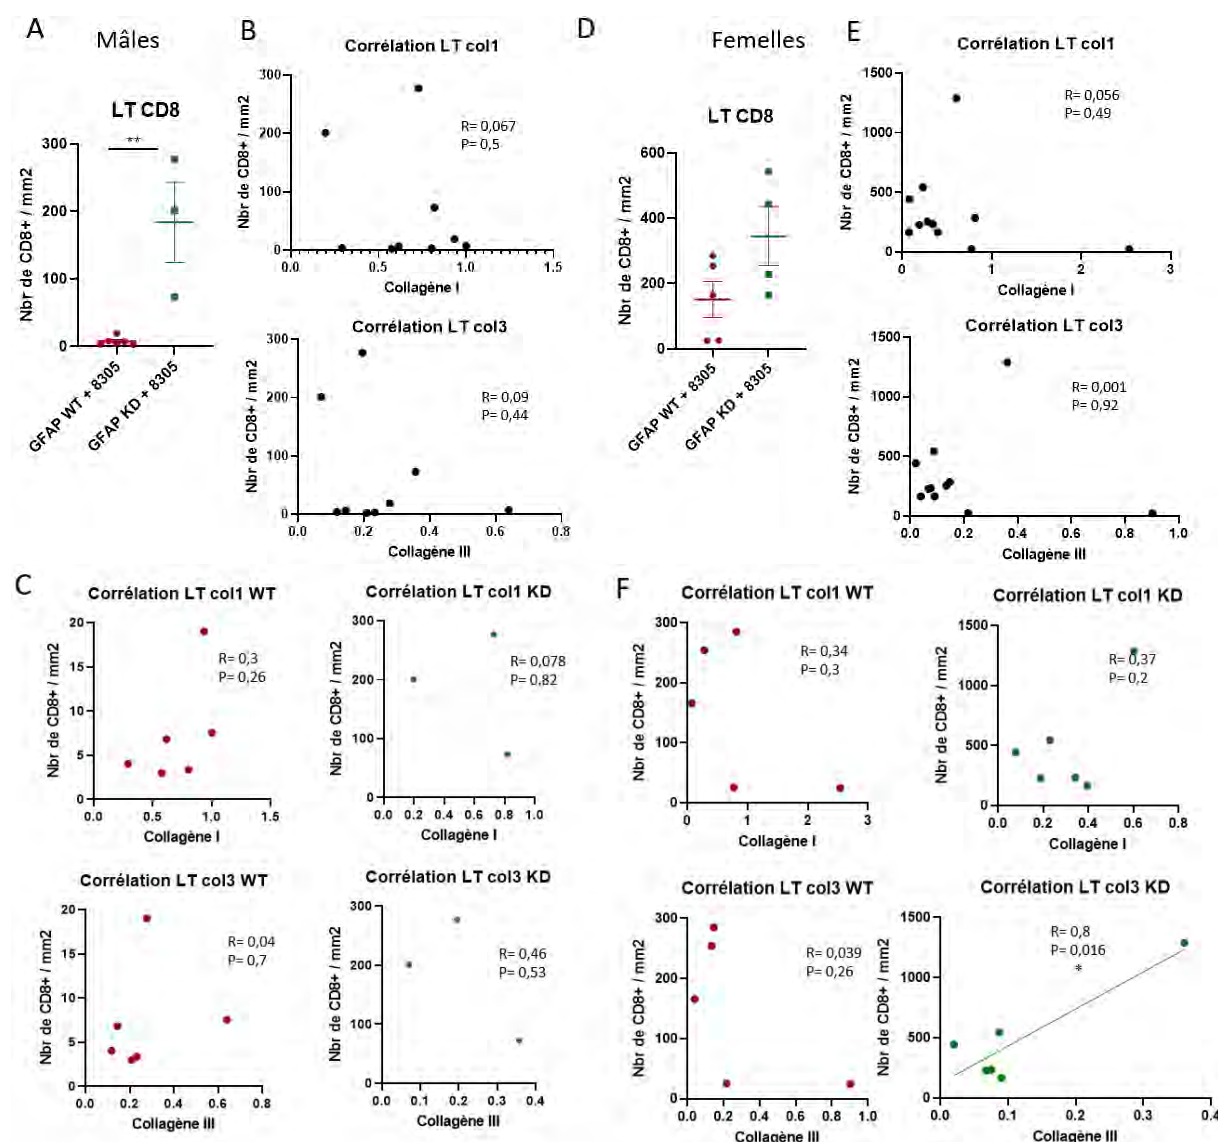 A
Mâles
LT CD8
**
Nbr de CD8+ / mm2
300
200
100
0
GFAP WT + 8305
GFAP KD + 8305
B
Corrélation LT col1
Nbr de CD8+ / mm2
300
200
100
0
R= 0,067
P= 0,5
0.0 0.5 1.0 1.5
Collagène I
Corrélation LT col3
Nbr de CD8+ / mm2
300
200
100
0
R= 0,09
P= 0,44
0.0 0.2 0.4 0.6 0.8
Collagène III
D
Femelles
LT CD8
Nbr de CD8+ / mm2
600
400
200
0
GFAP WT + 8305
GFAP KD + 8305
E
Corrélation LT col1
Nbr de CD8+ / mm2
1500
1000
500
0
R= 0,056
P= 0,49
0 1 2 3
Collagène I
Corrélation LT col3
Nbr de CD8+ / mm2
1500
1000
500
0
R= 0,001
P= 0,92
0.0 0.2 0.4 0.6 0.8 1.0
Collagène III
C
Corrélation LT col1 WT
Nbr de CD8+ / mm2
20
15
10
5
0
R= 0,3
P= 0,26
0.0 0.5 1.0 1.5
Collagène I
Corrélation LT col1 KD
Nbr de CD8+ / mm2
300
200
100
0
R= 0,078
P= 0,82
0.0 0.2 0.4 0.6 0.8 1.0
Collagène I
Corrélation LT col3 WT
Nbr de CD8+ / mm2
20
15
10
5
0
R= 0,04
P= 0,7
0.0 0.2 0.4 0.6 0.8
Collagène III
Corrélation LT col3 KD
Nbr de CD8+ / mm2
300
200
100
0
R= 0,46
P= 0,53
0.0 0.2 0.4 0.6
Collagène III
F
Corrélation LT col1 WT
Nbr de CD8+ / mm2
300
200
100
0
R= 0,34
P= 0,3
0 1 2 3
Collagène I
Corrélation LT col1 KD
Nbr de CD8+ / mm2
1500
1000
500
0
R= 0,37
P= 0,2
0.0 0.2 0.4 0.6 0.8
Collagène I
Corrélation LT col3 WT
Nbr de CD8+ / mm2
300
200
100
0
R= 0,039
P= 0,26
0.0 0.2 0.4 0.6 0.8 1.0
Collagène III
Corrélation LT col3 KD
Nbr de CD8+ / mm2
1500
1000
500
0
R= 0,8
P= 0,016
*
0.0 0.1 0.2 0.3 0.4
Collagène III